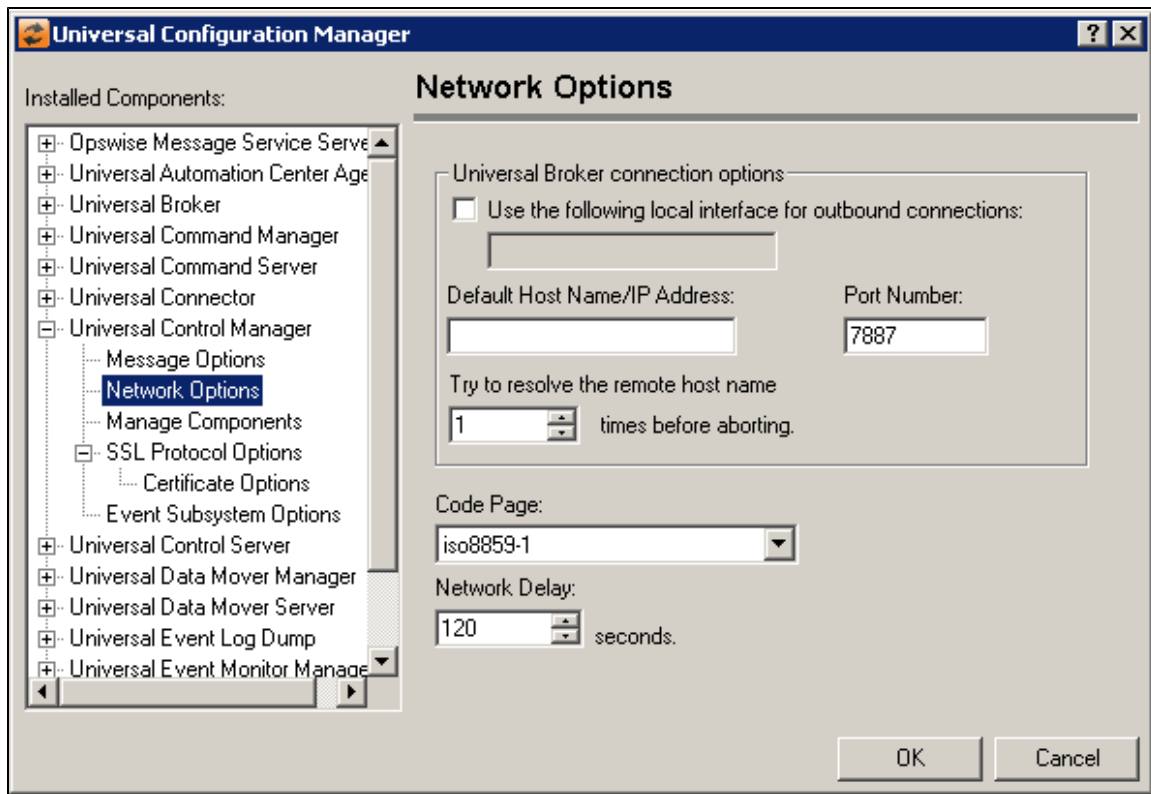 Universal Configuration Manager
Installed Components:
Opswise Message Service Serve
Universal Automation Center Age
Universal Broker
Universal Command Manager
Universal Command Server
Universal Connector
Universal Control Manager
Message Options
Network Options
Manage Components
SSL Protocol Options
Certificate Options
Event Subsystem Options
Universal Control Server
Universal Data Mover Manager
Universal Data Mover Server
Universal Event Log Dump
Universal Event Monitor Manage
Network Options
Universal Broker connection options
Use the following local interface for outbound connections:
Default Host Name/IP Address: Port Number:
7887
Try to resolve the remote host name
1 times before aborting.
Code Page:
iso8859-1
Network Delay:
120 seconds.
OK Cancel